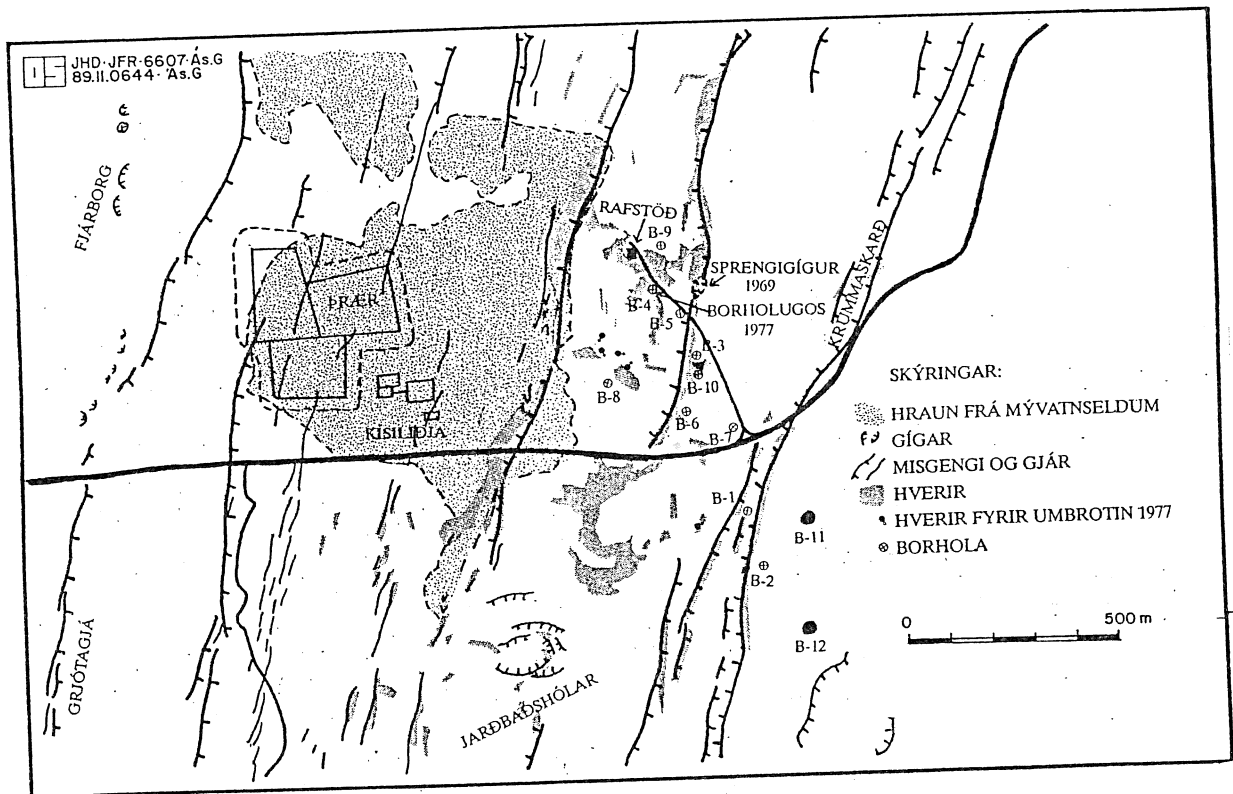 JHD-JFR-6607-Ás.G
89.11.0644-Ás.G
FJÁRBORG
RAFSTÖÐ
B-9
KRUMMASKARÐ
SPRENGIGÍGUR
1969
ÞRÆR
B-4
BORHOLUGOS
1977
B-5
B-3
B-10
B-8
B-6
B-7
KÍSILIÐJA
SKÝRINGAR:
HRAUN FRÁ MÝVATNSELDUM
GÍGAR
MISGENGI OG GJÁR
HVERIR
HVERIR FYRIR UMBROTIN 1977
BORHOLA
B-1
B-11
B-2
0 500 m
B-12
GRJÓTAGJÁ
JARÐBAÐSHÓLAR